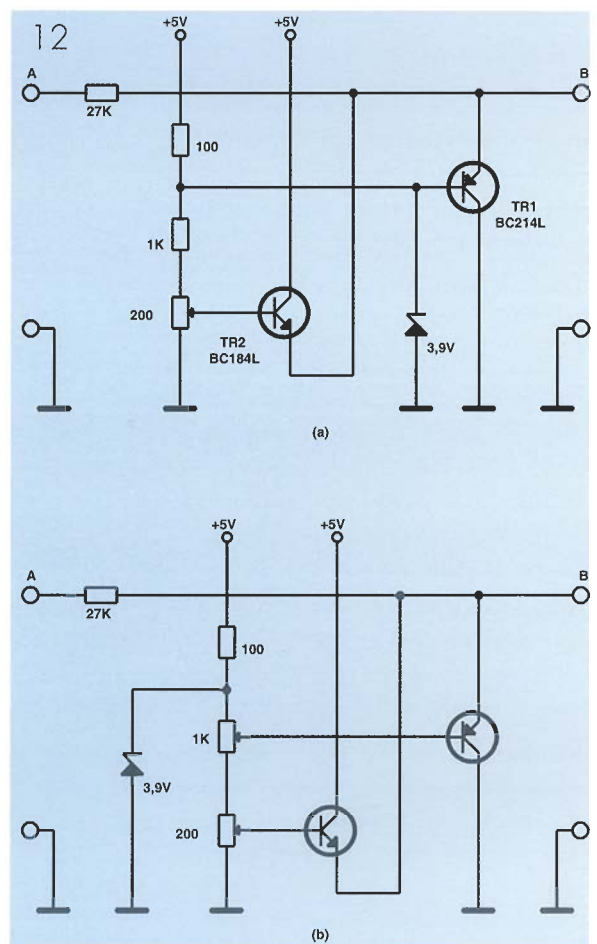 12
+5V
+5V
A
B
27K
100
TR1
BC214L
1K
200
TR2
BC184L
3,9V
(a)
+5V
+5V
A
B
27K
100
1K
3,9V
200
(b)